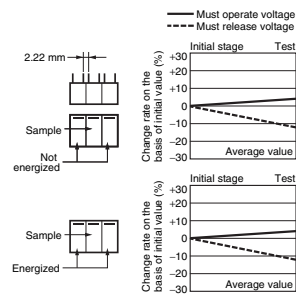 Must operate voltage
Must release voltage
2.22 mm
Sample
Not
energized
Initial stage Test
Change rate on the
basis of initial value (%)
+30
+20
+10
0
−10
−20
−30
Average value
Sample
Energized
Initial stage Test
Change rate on the
basis of initial value (%)
+30
+20
+10
0
−10
−20
−30
Average value